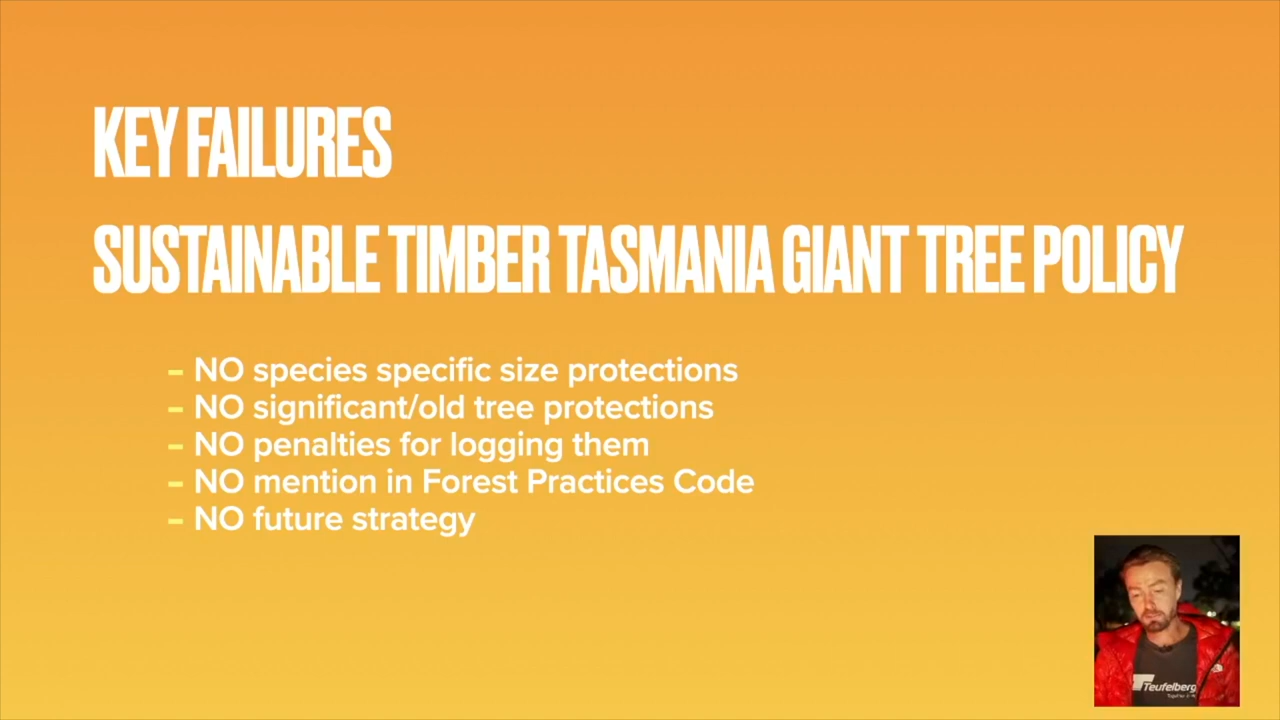 KEY FAILURES
SUSTAINABLE TIMBER TASMANIA GIANT TREE POLICY
– NO species specific size protections
– NO significant/old tree protections
– NO penalties for logging them
– NO mention in Forest Practices Code
– NO future strategy
Teufelberg